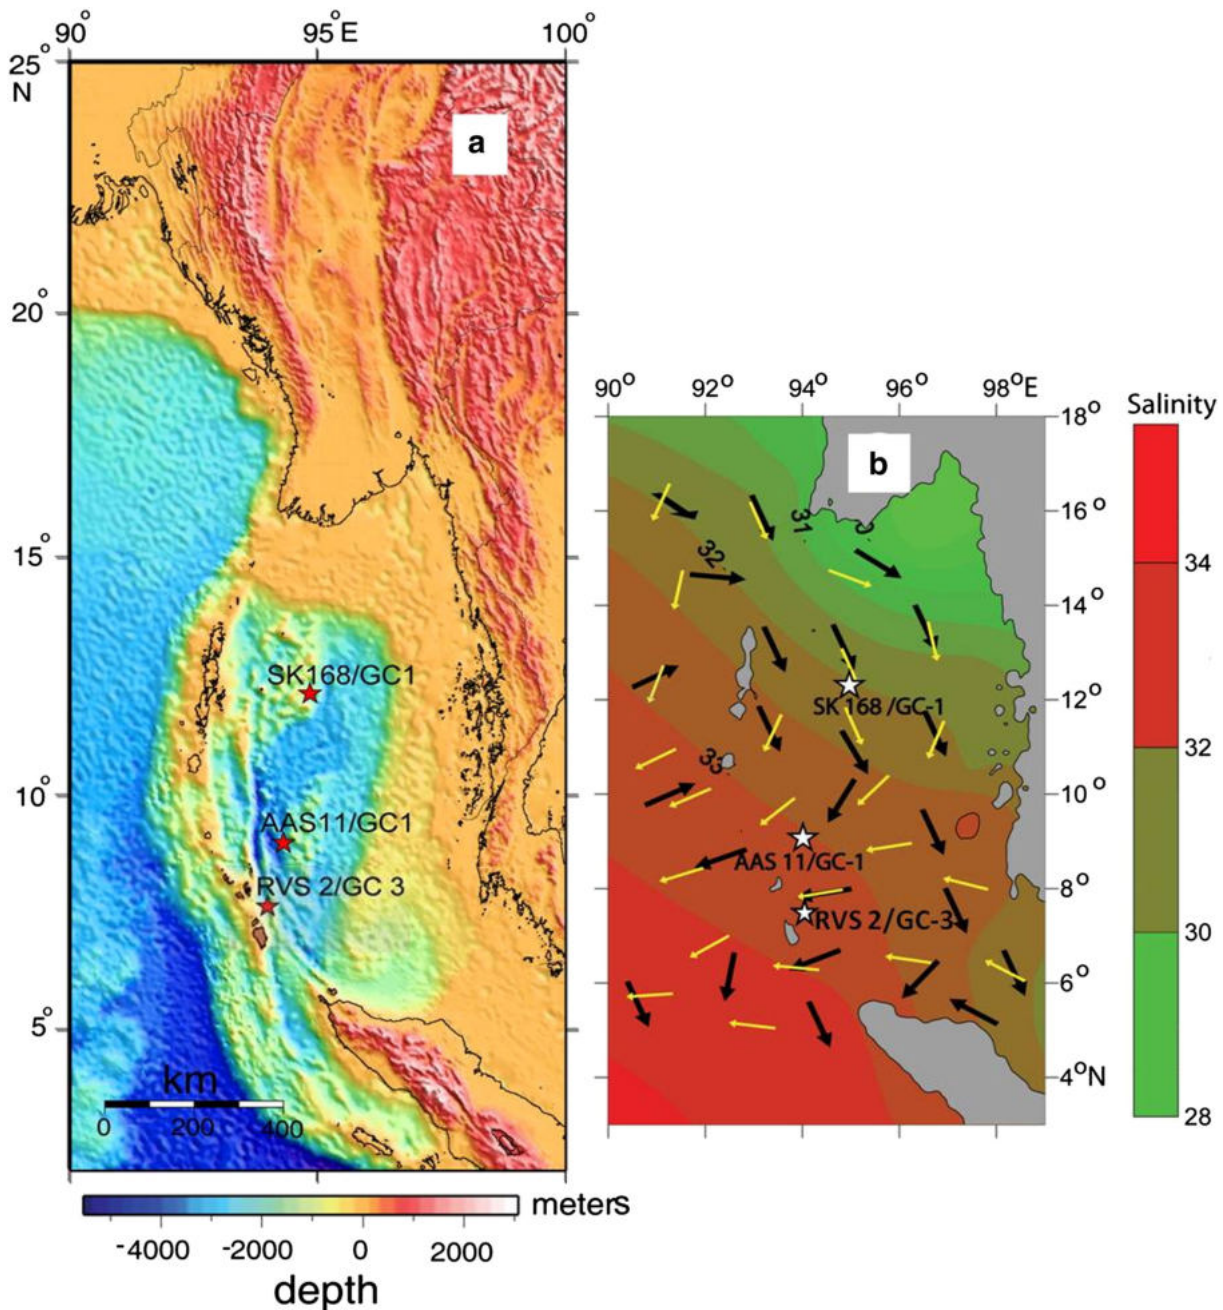 90° 95°E 100°
25°
N
a
20°
15°
SK168/GC1
10°
AAS11/GC1
RVS 2/GC 3
5°
km
0 200 400
meters
-4000 -2000 0 2000
depth
90° 92° 94° 96° 98°E
Salinity
18°
b
16°
31
32
14°
12°
SK 168 /GC-1
33
10°
AAS 11/GC-1
8°
RVS 2/GC-3
6°
4°N
34
32
30
28